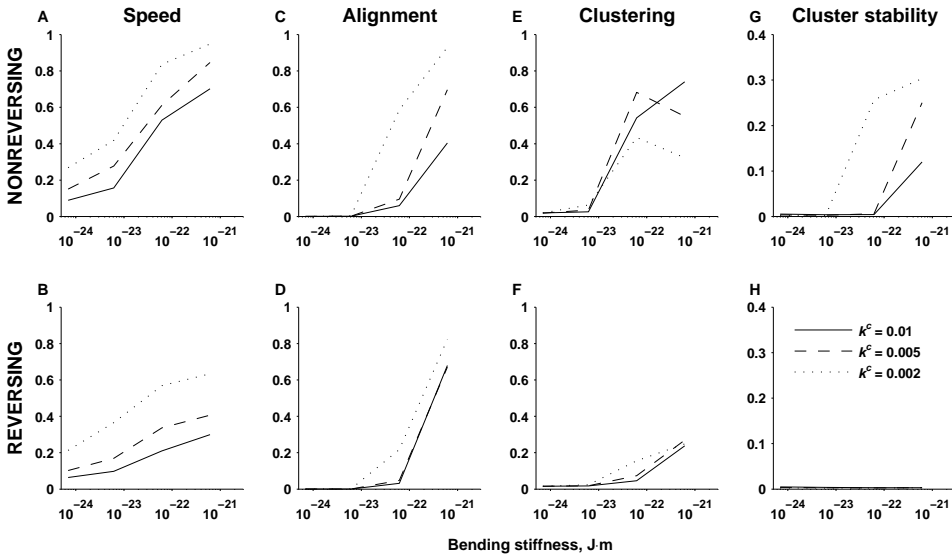 A Speed C Alignment E Clustering G Cluster stability
NONREVERSING
1 1 1 0.4
0.8 0.8 0.8
0.3
0.6 0.6 0.6
0.2
0.4 0.4 0.4
0.1
0.2 0.2 0.2
0 0 0 0
10⁻²⁴ 10⁻²³ 10⁻²² 10⁻²¹ 10⁻²⁴ 10⁻²³ 10⁻²² 10⁻²¹ 10⁻²⁴ 10⁻²³ 10⁻²² 10⁻²¹ 10⁻²⁴ 10⁻²³ 10⁻²² 10⁻²¹
B D F H
REVERSING
1 1 1 0.4
kᶜ = 0.01
0.8 0.8 0.8
0.3
kᶜ = 0.005
kᶜ = 0.002
0.6 0.6 0.6
0.2
0.4 0.4 0.4
0.1
0.2 0.2 0.2
0 0 0 0
10⁻²⁴ 10⁻²³ 10⁻²² 10⁻²¹ 10⁻²⁴ 10⁻²³ 10⁻²² 10⁻²¹ 10⁻²⁴ 10⁻²³ 10⁻²² 10⁻²¹ 10⁻²⁴ 10⁻²³ 10⁻²² 10⁻²¹
Bending stiffness, J·m